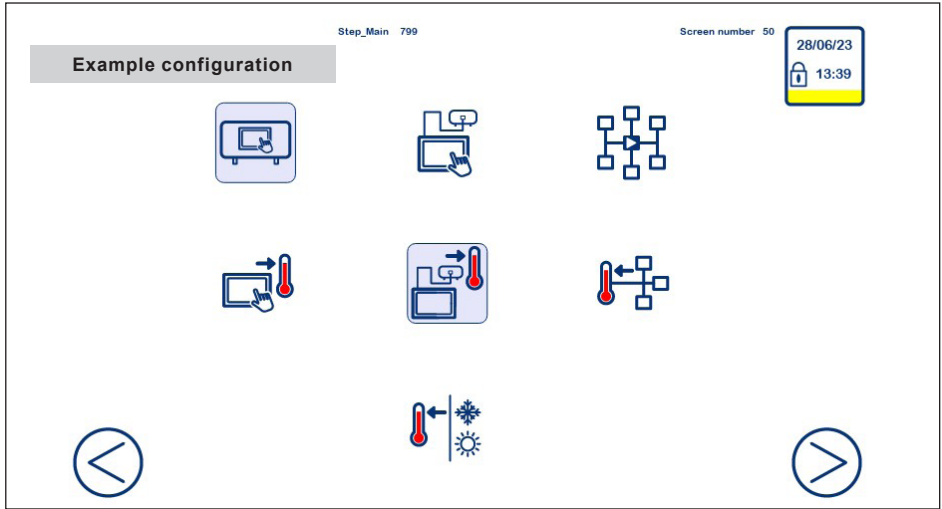 Step_Main 799
Screen number 50
Example configuration
28/06/23
13:39